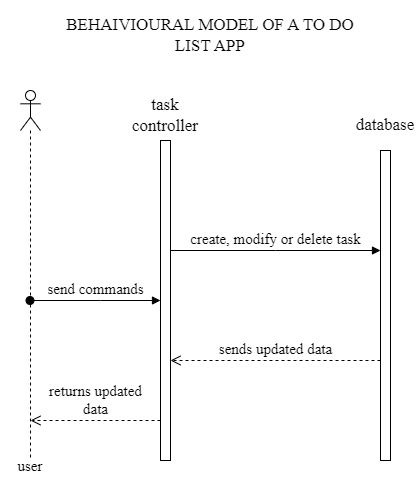 BEHAIVIOURAL MODEL OF A TO DO
LIST APP
task
controller
database
create, modify or delete task
send commands
sends updated data
returns updated
data
user